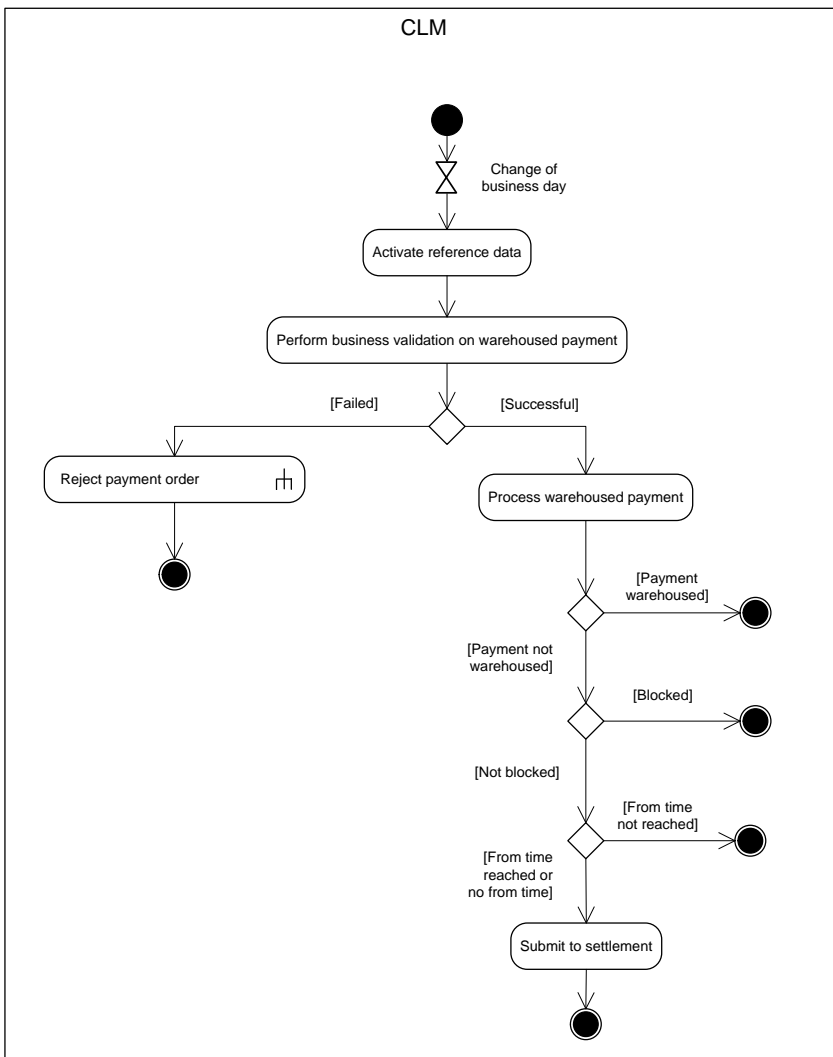 CLM
Change of
business day
Activate reference data
Perform business validation on warehoused payment
[Failed]
[Successful]
Reject payment order
Process warehoused payment
[Payment
warehoused]
[Payment not
warehoused]
[Blocked]
[Not blocked]
[From time
not reached]
[From time
reached or
no from time]
Submit to settlement